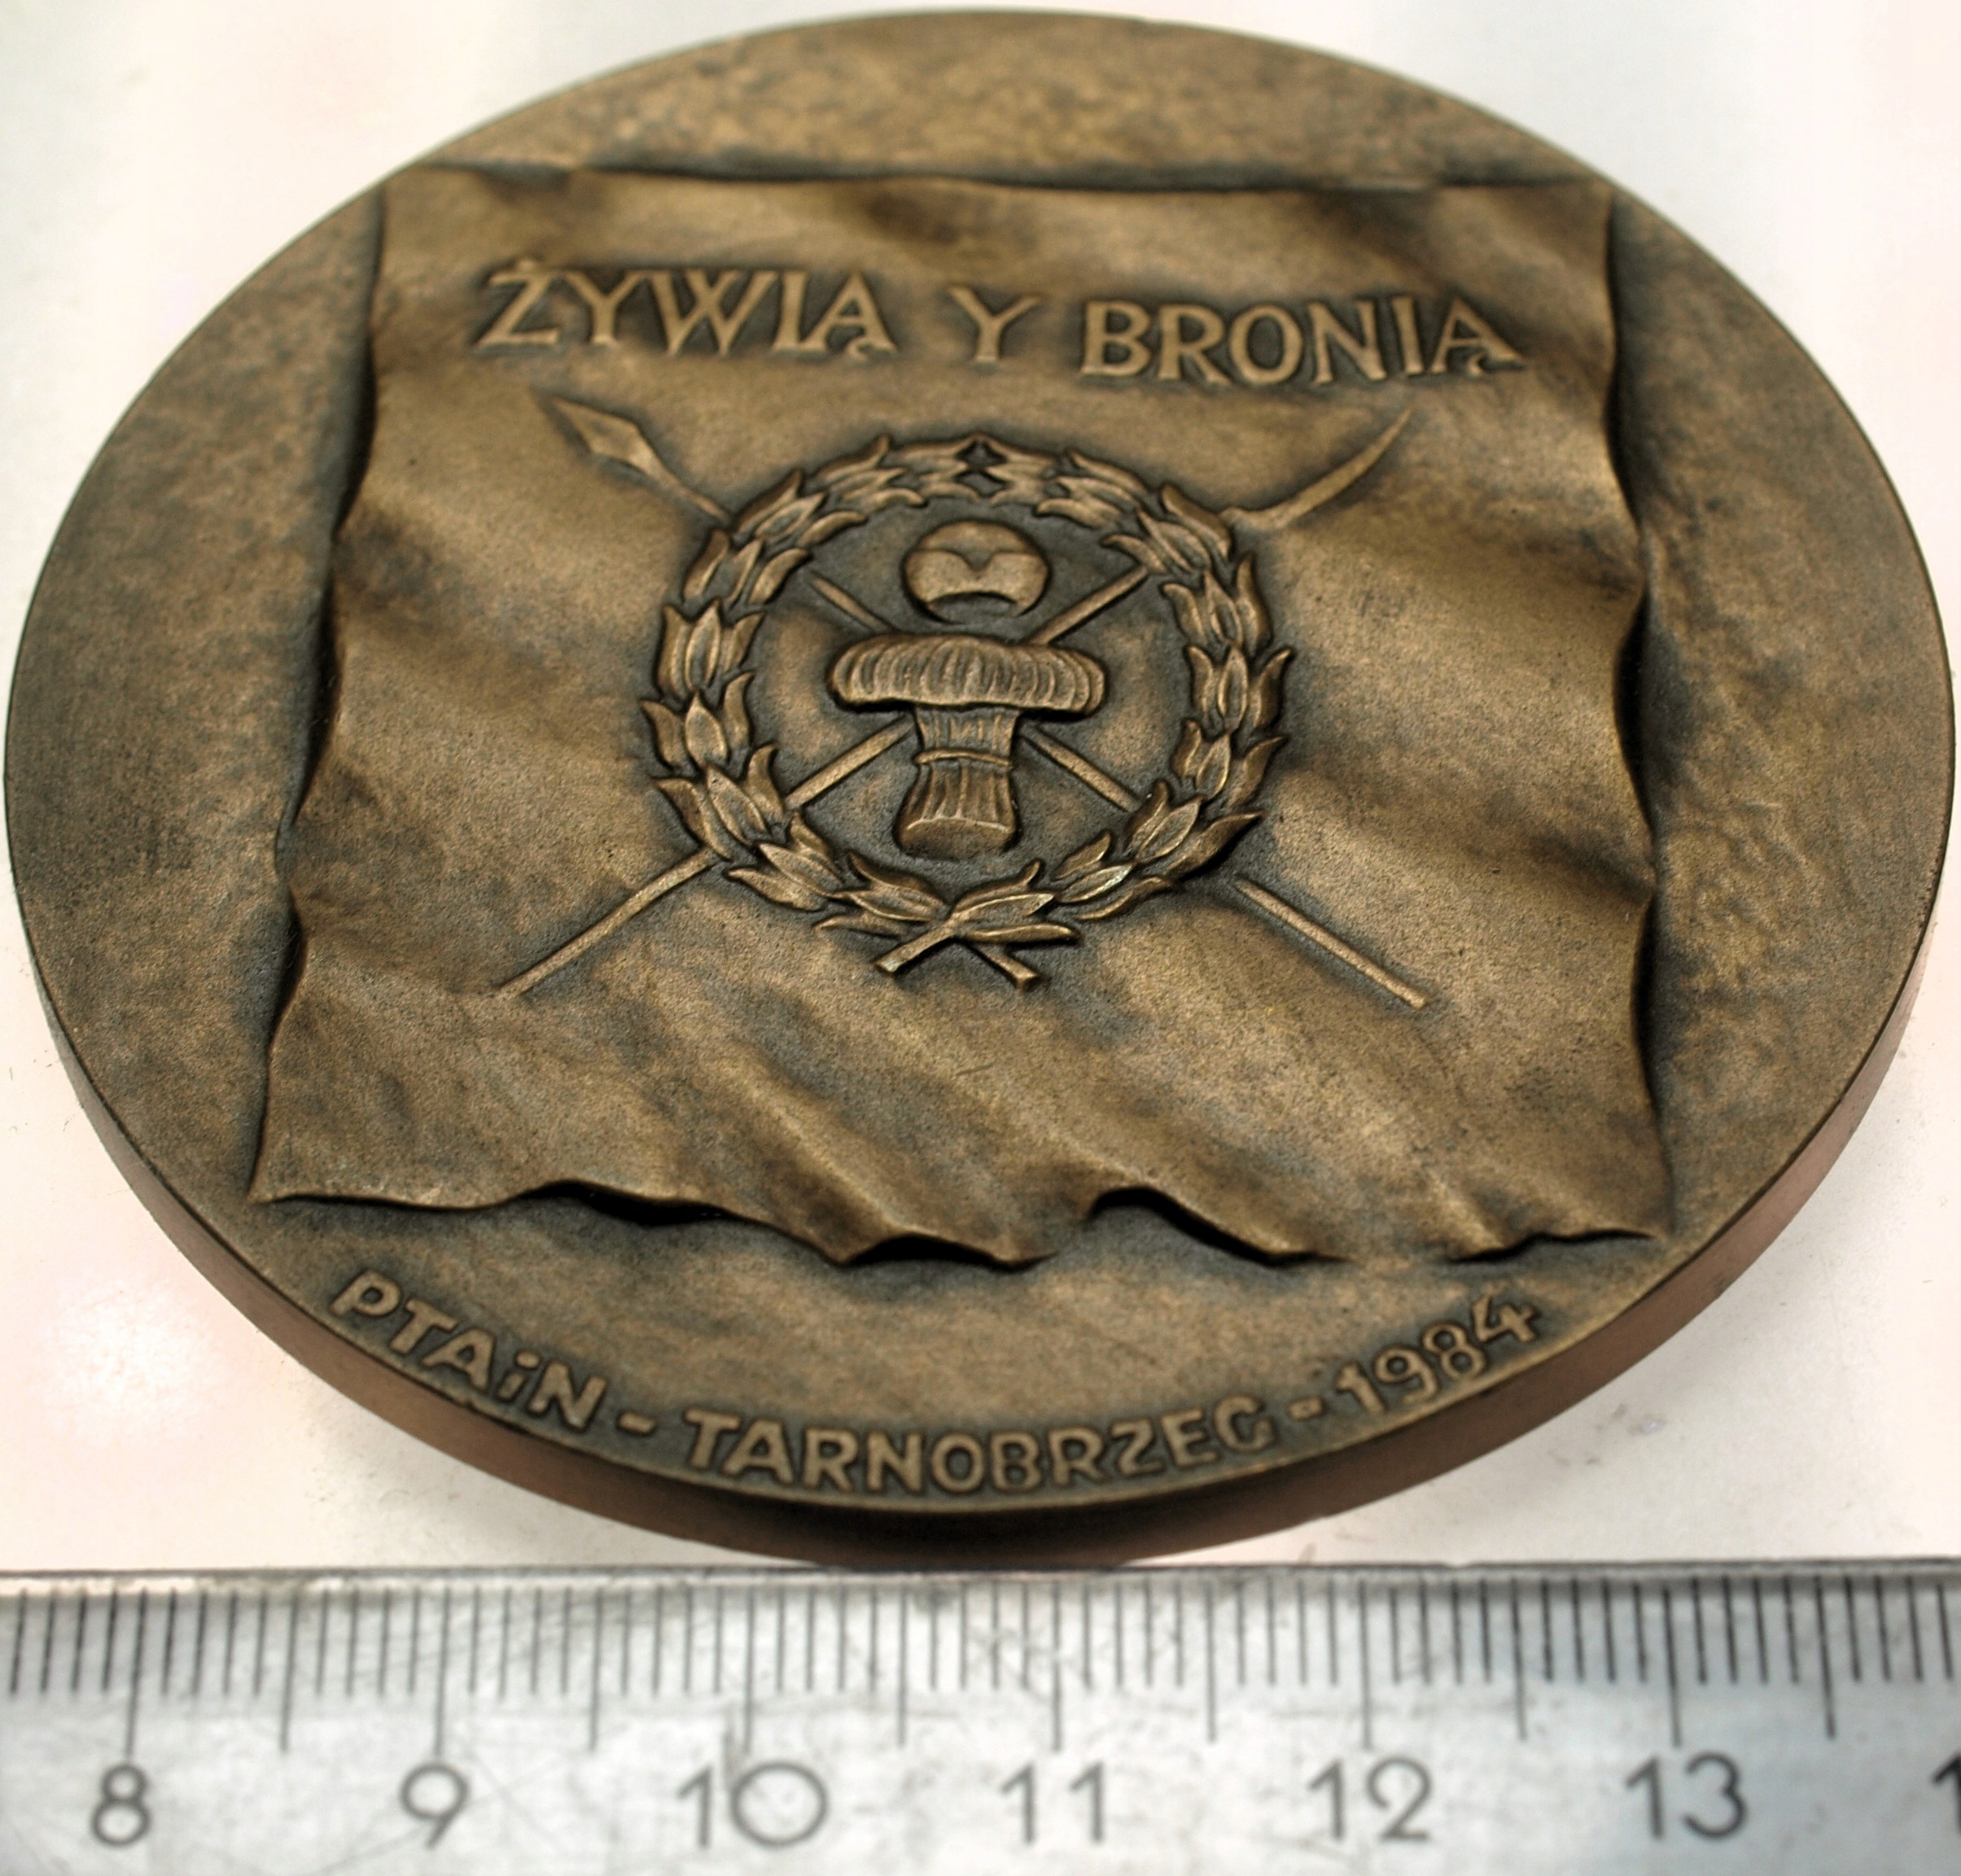 ŻYWIĄ Y BRONIĄ
PTAiN - TARNOBRZEG - 1984
8 9 10 11 12 13